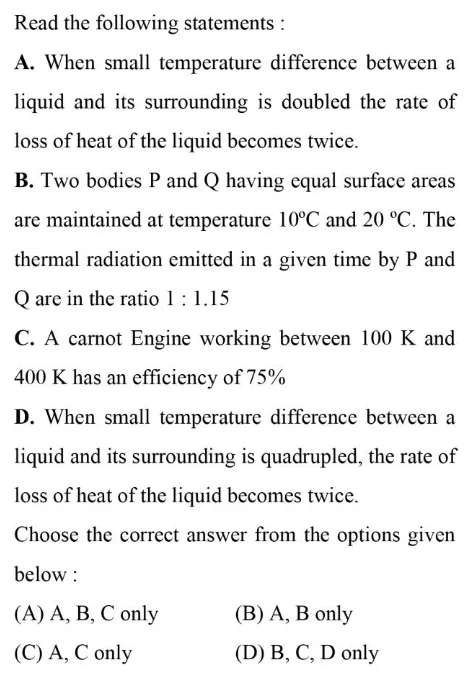 Read the following statements :
A. When small temperature difference between a
liquid and its surrounding is doubled the rate of
loss of heat of the liquid becomes twice.
B. Two bodies P and Q having equal surface areas
are maintained at temperature 10ºC and 20 ºC. The
thermal radiation emitted in a given time by P and
Q are in the ratio 1 : 1.15
C. A carnot Engine working between 100 K and
400 K has an efficiency of 75%
D. When small temperature difference between a
liquid and its surrounding is quadrupled, the rate of
loss of heat of the liquid becomes twice.
Choose the correct answer from the options given
below :
(A) A, B, C only (B) A, B only
(C) A, C only (D) B, C, D only